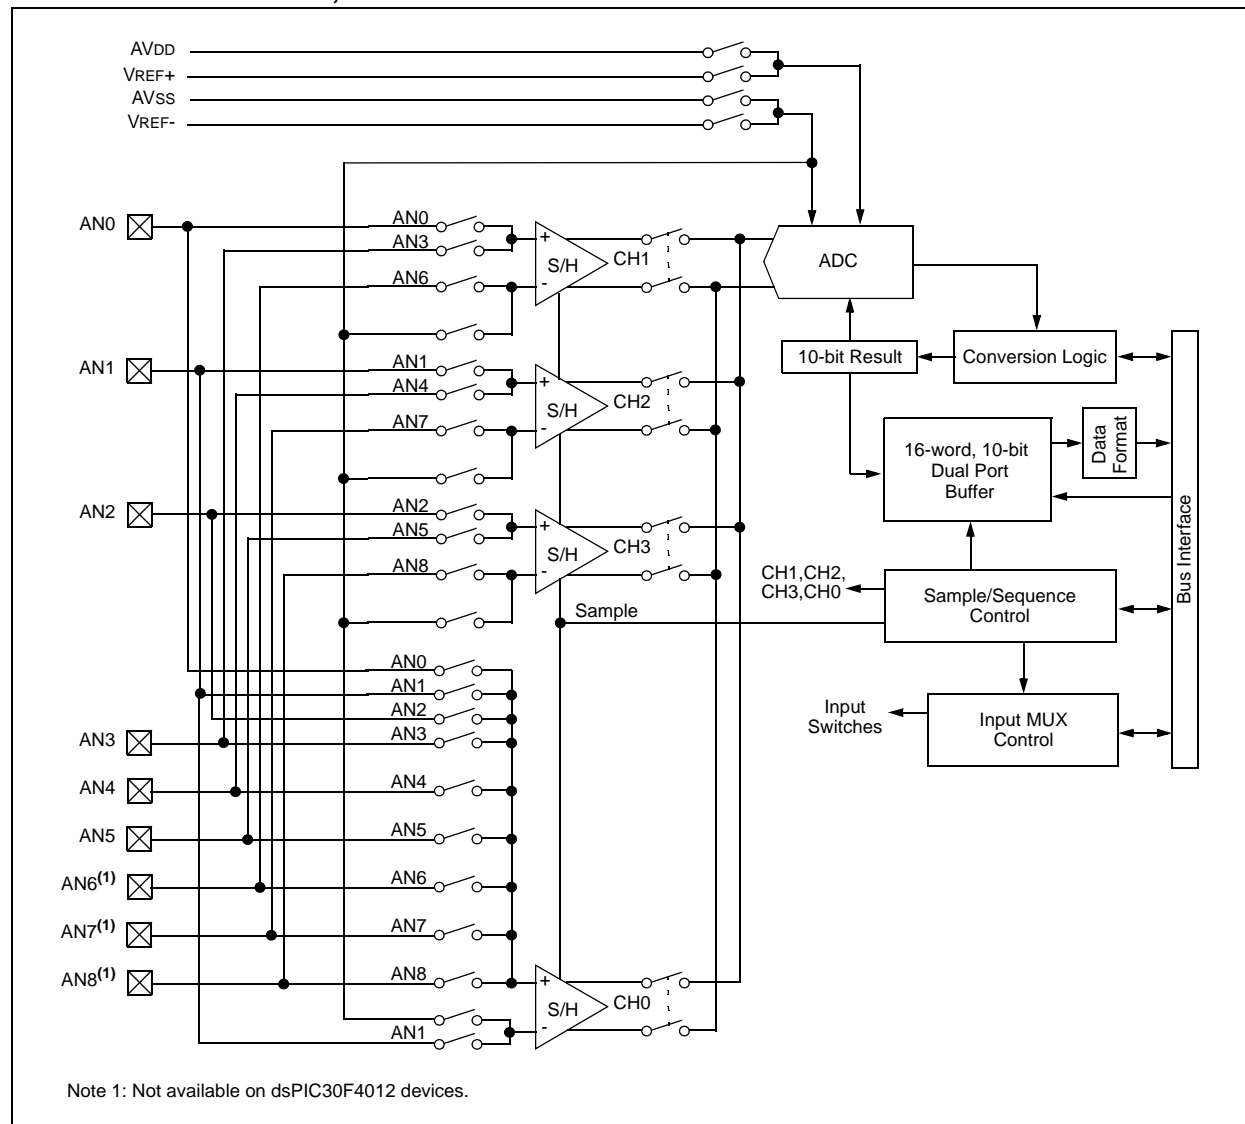 AVDD
VREF+
AVSS
VREF-
AN0
AN0
AN3
AN6
+
-
S/H
CH1
ADC
10-bit Result
Conversion Logic
AN1
AN1
AN4
AN7
+
-
S/H
CH2
16-word, 10-bit
Dual Port
Buffer
Data
Format
Bus Interface
AN2
AN2
AN5
AN8
+
-
S/H
CH3
CH1,CH2,
CH3,CH0
Sample/Sequence
Control
Sample
AN0
AN1
AN2
AN3
Input
Switches
Input MUX
Control
AN3
AN4
AN4
AN5
AN5
AN6(1)
AN6
AN7(1)
AN7
AN8(1)
AN8
+
-
S/H
CH0
AN1
Note 1: Not available on dsPIC30F4012 devices.